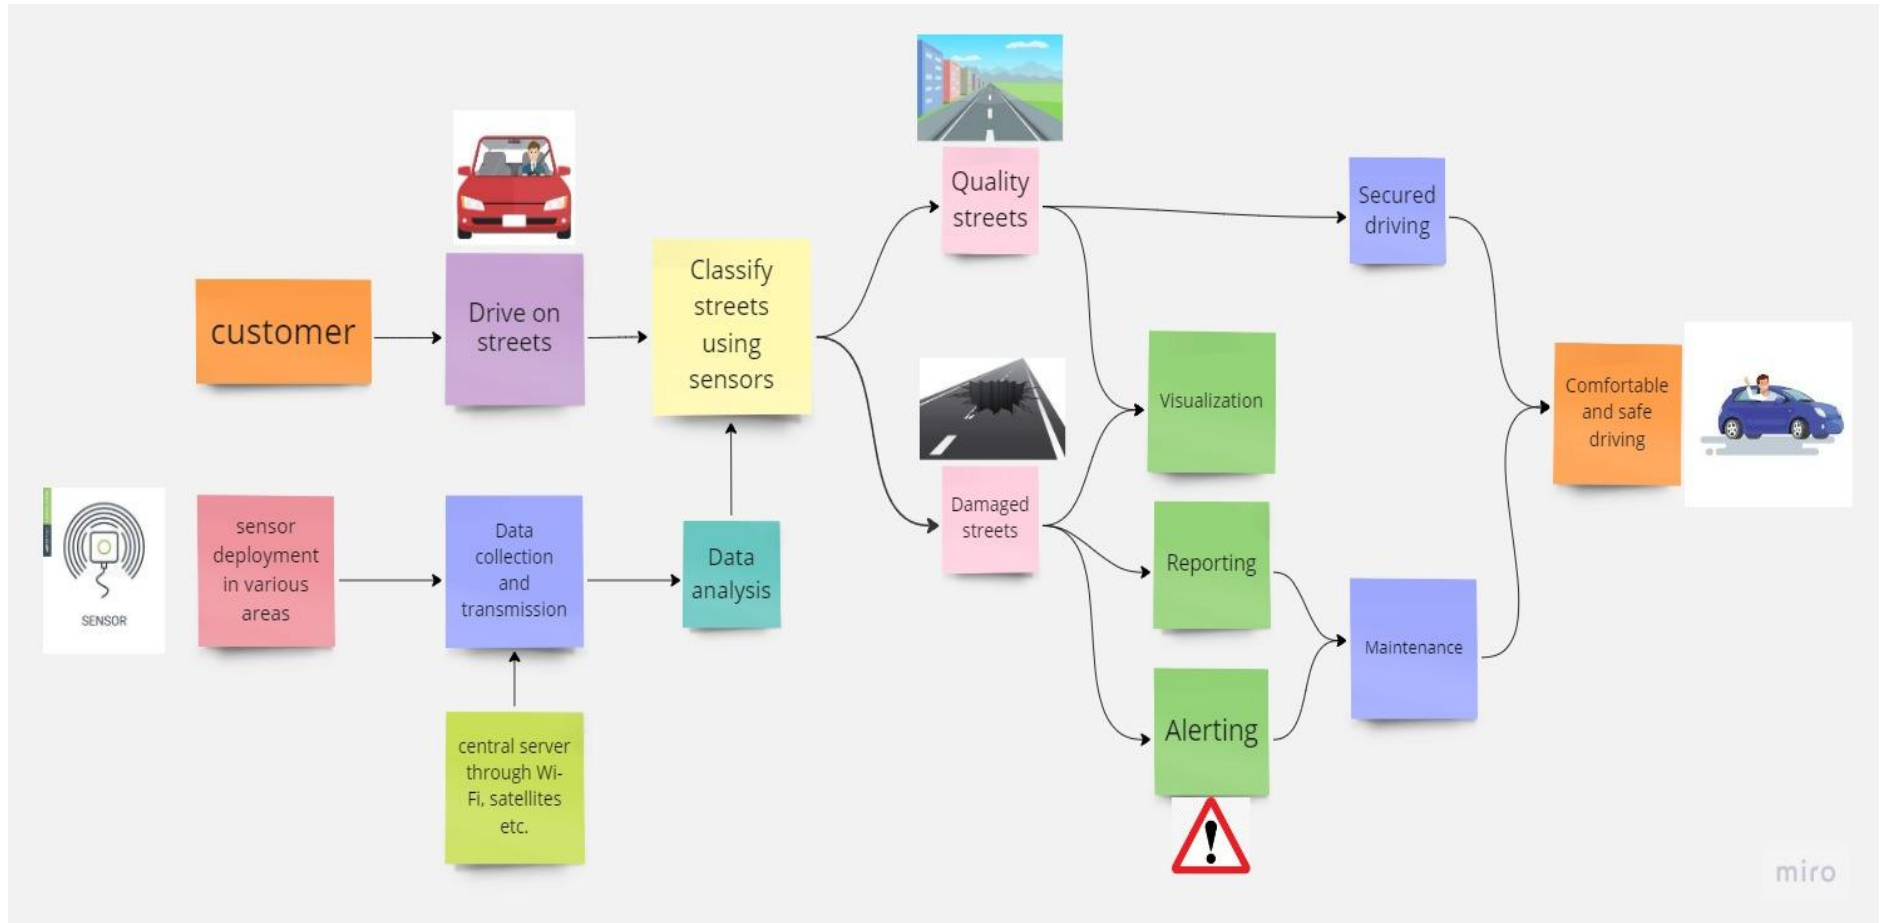 customer
Drive on
streets
Classify
streets
using
sensors
Quality
streets
Secured
driving
Visualization
Comfortable
and safe
driving
Damaged
streets
Reporting
Alerting
Maintenance
SENSOR
sensor
deployment
in various
areas
Data
collection
and
transmission
Data
analysis
central server
through Wi-
Fi, satellites
etc.
miro